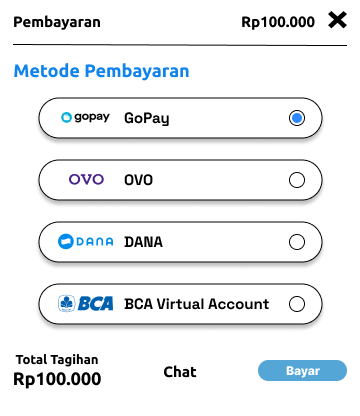 Pembayaran Rp100.000
Metode Pembayaran
gopay GoPay
OVO OVO
DANA DANA
BCA BCA Virtual Account
Total Tagihan
Rp100.000
Chat
Bayar